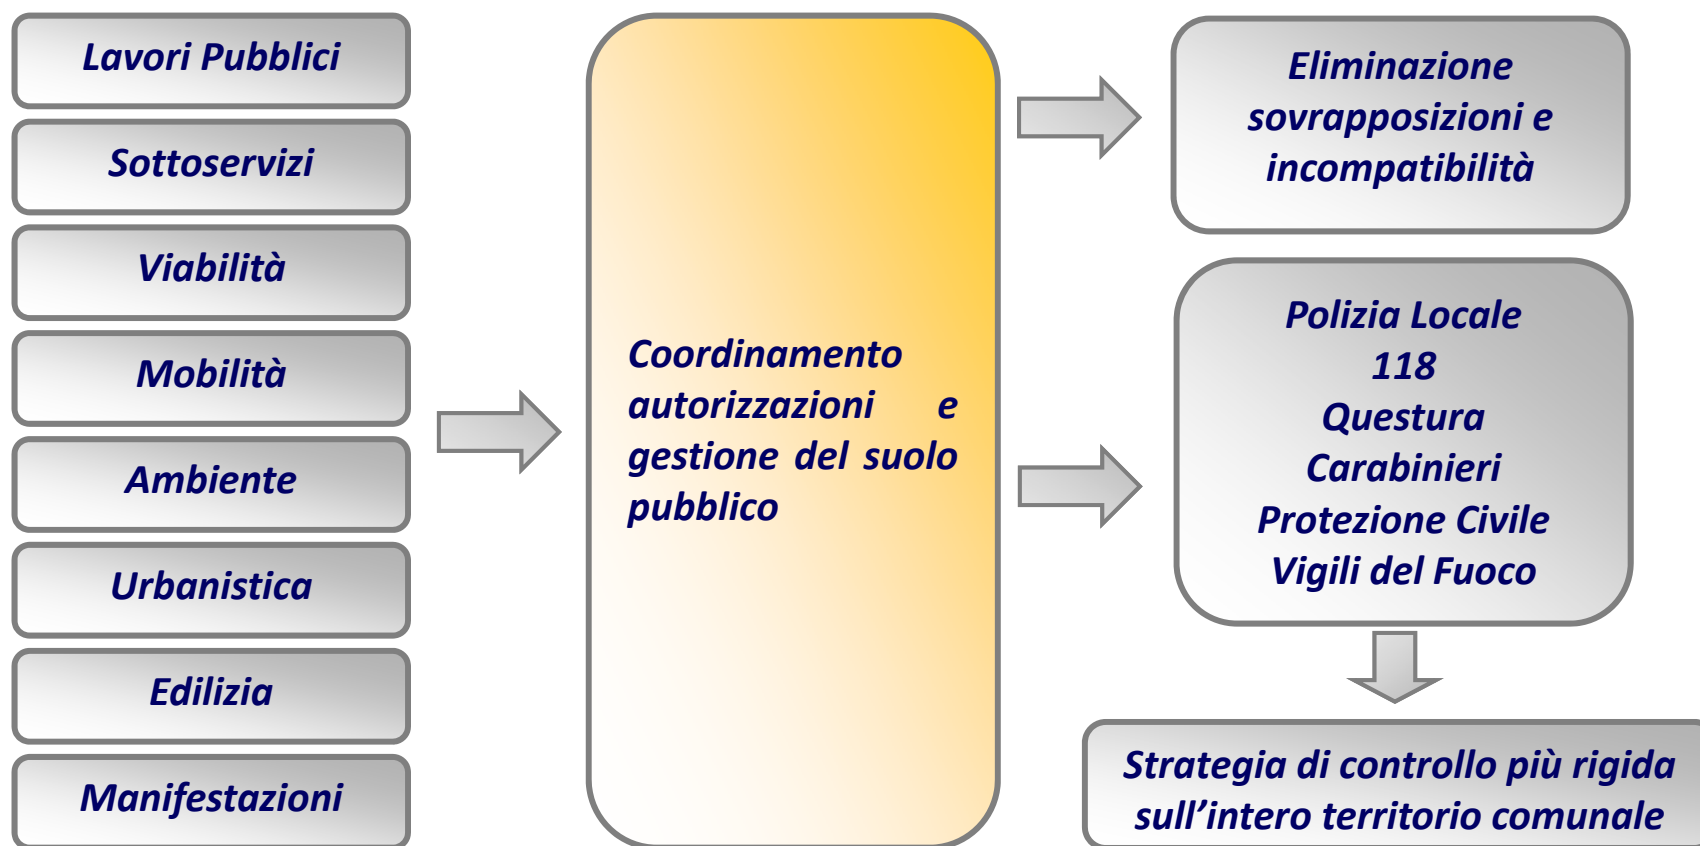 Lavori Pubblici
Sottoservizi
Viabilità
Mobilità
Ambiente
Urbanistica
Edilizia
Manifestazioni
Coordinamento
autorizzazioni e
gestione del suolo
pubblico
Eliminazione
sovrapposizioni e
incompatibilità
Polizia Locale
118
Questura
Carabinieri
Protezione Civile
Vigili del Fuoco
Strategia di controllo più rigida
sull’intero territorio comunale